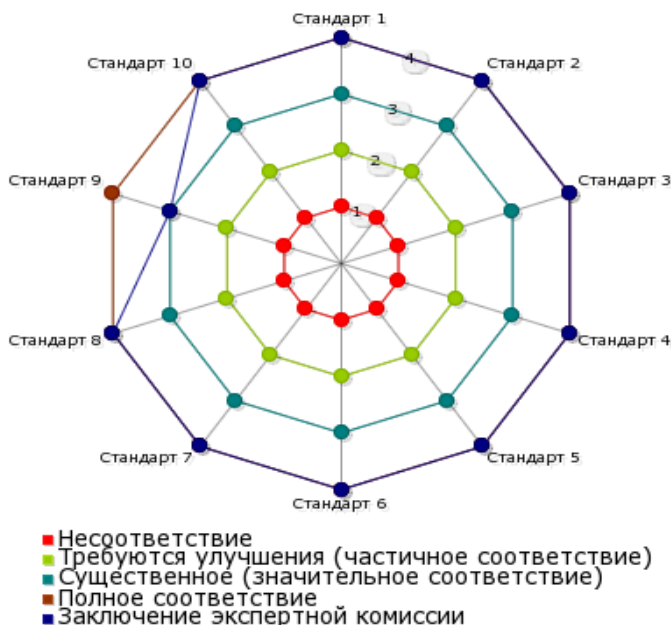 Стандарт 1
Стандарт 10
4
Стандарт 2
3
2
Стандарт 9
1
Стандарт 3
Стандарт 8
Стандарт 4
Стандарт 7
Стандарт 5
Стандарт 6
Несоответствие
Требуются улучшения (частичное соответствие)
Существенное (значительное соответствие)
Полное соответствие
Заключение экспертной комиссии